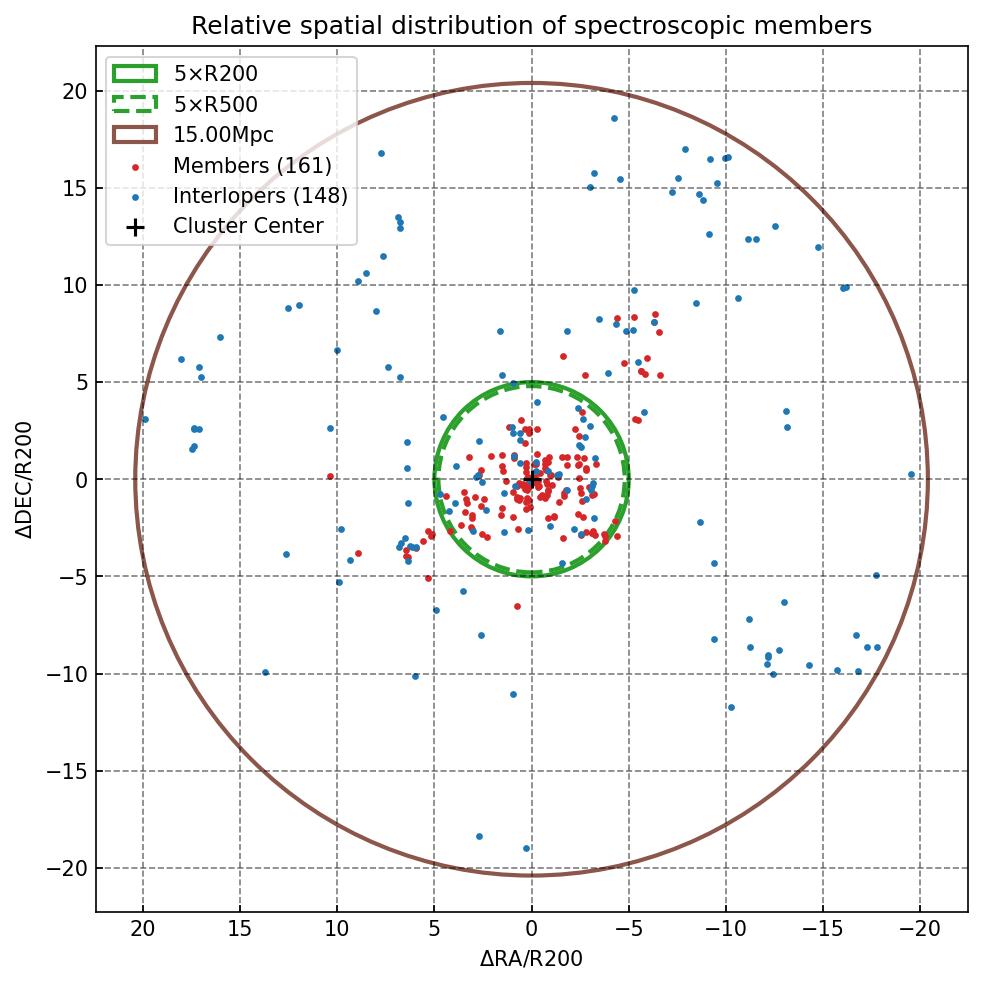 Relative spatial distribution of spectroscopic members
5×R200
5×R500
15.00Mpc
Members (161)
Interlopers (148)
Cluster Center
20
15
10
5
0
−5
−10
−15
−20
ΔDEC/R200
20
15
10
5
0
−5
−10
−15
−20
ΔRA/R200